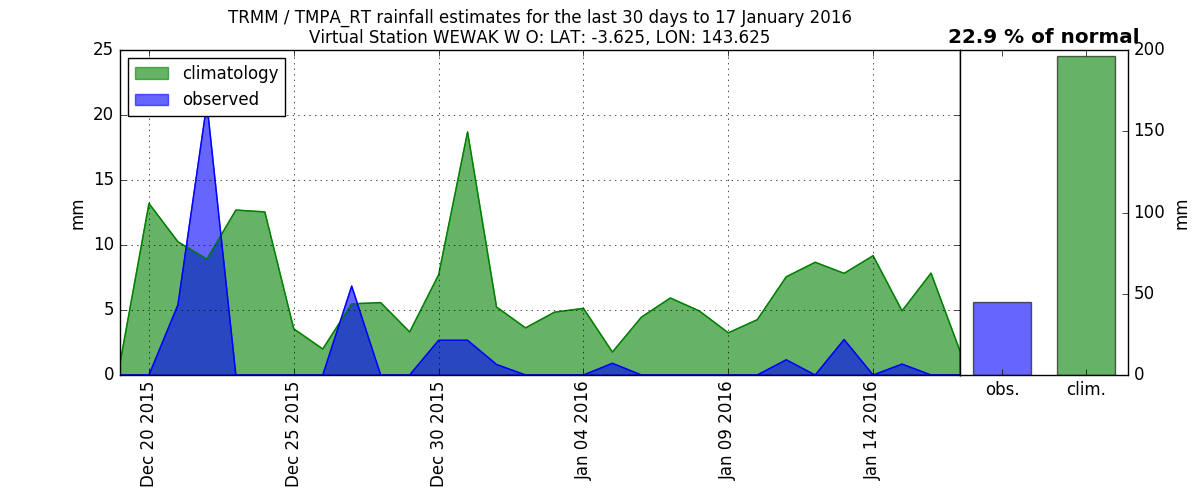 TRMM / TMPA_RT rainfall estimates for the last 30 days to 17 January 2016
Virtual Station WEWAK W O: LAT: -3.625, LON: 143.625
22.9 % of normal
climatology
observed
25
20
15
10
5
0
mm
Dec 20 2015
Dec 25 2015
Dec 30 2015
Jan 04 2016
Jan 09 2016
Jan 14 2016
200
150
100
50
0
mm
obs.
clim.